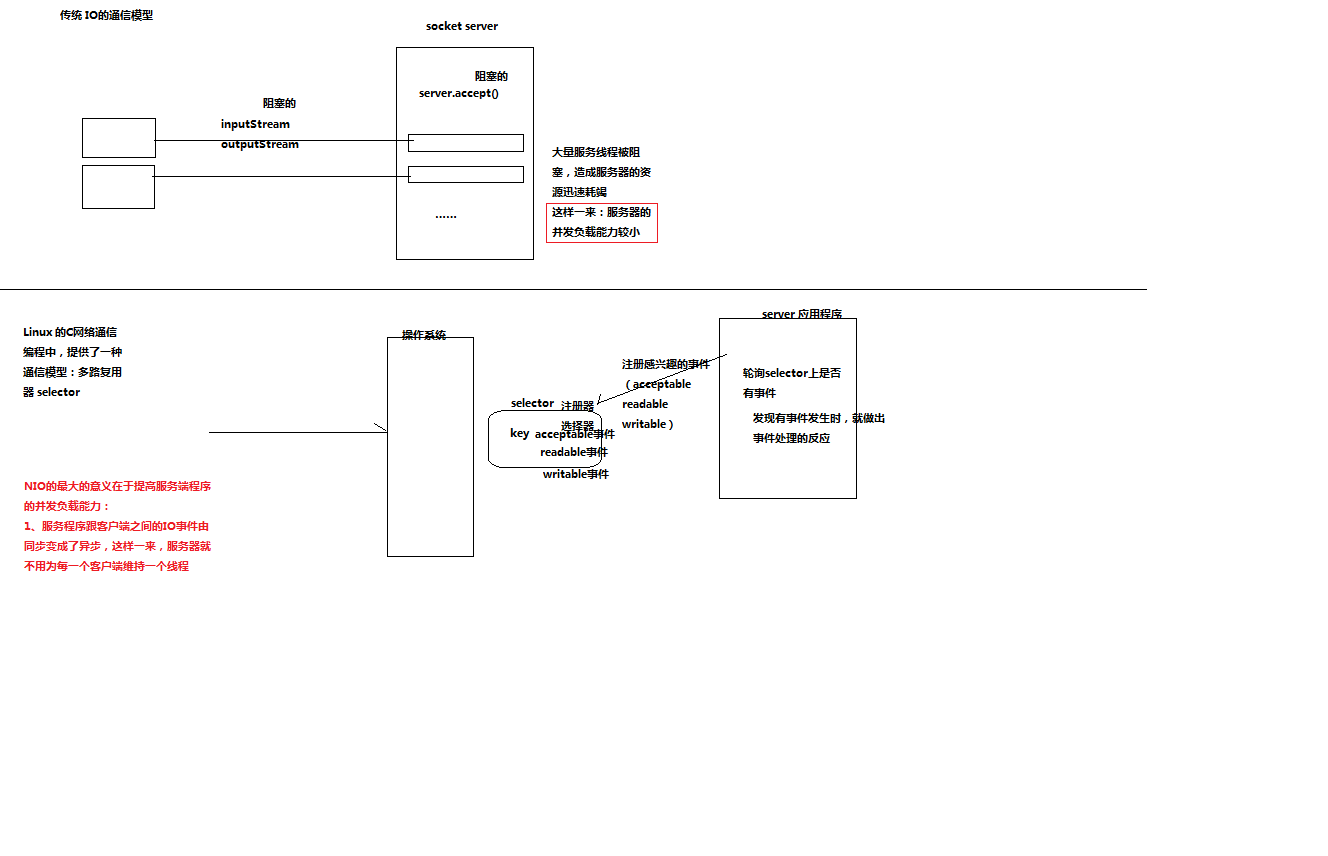 传统 IO的通信模型
socket server
阻塞的
server.accept()
阻塞的
inputStream
outputStream
大量服务线程被阻
塞，造成服务器的资
源迅速耗竭
这样一来：服务器的
并发负载能力较小
......
Linux 的C网络通信
编程中，提供了一种
通信模型：多路复用
器 selector
操作系统
server 应用程序
注册感兴趣的事件
（acceptable
readable
writable）
轮询selector上是否
有事件
发现有事件发生时，就做出
事件处理的反应
selector
注册器
选择器
key
acceptable事件
readable事件
writable事件
NIO的最大的意义在于提高服务端程序
的并发负载能力：
1、服务程序跟客户端之间的IO事件由
同步变成了异步，这样一来，服务器就
不用为每一个客户端维持一个线程